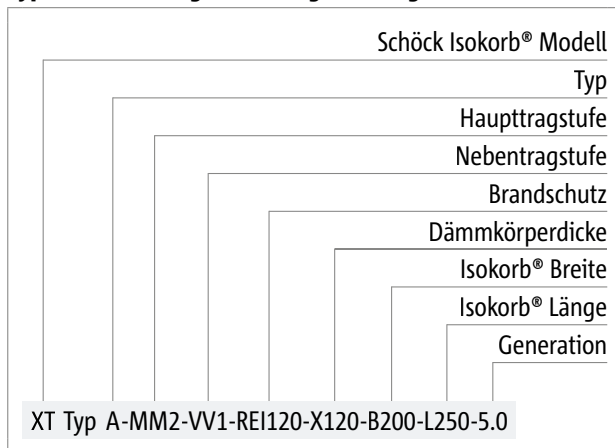 Schöck Isokorb® Modell
Typ
Haupttragstufe
Nebentragstufe
Brandschutz
Dämmkörperdicke
Isokorb® Breite
Isokorb® Länge
Generation
XT Typ A-MM2-VV1-REI120-X120-B200-L250-5.0